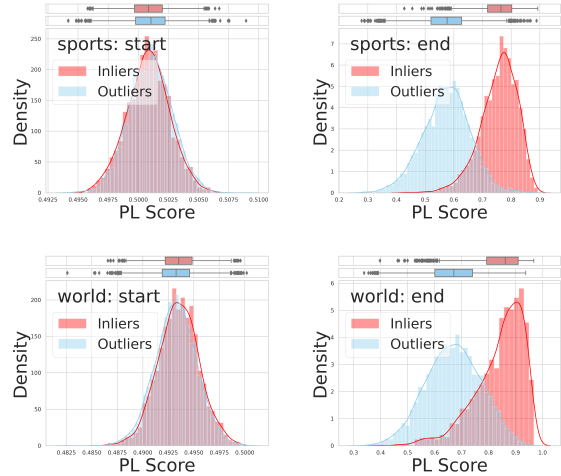 sports: start
Inliers
Outliers
Density
250
200
150
100
50
0
0.4925 0.4950 0.4975 0.5000 0.5025 0.5050 0.5075 0.5100
PL Score
sports: end
Inliers
Outliers
Density
7
6
5
4
3
2
1
0
0.2 0.3 0.4 0.5 0.6 0.7 0.8 0.9
PL Score
world: start
Inliers
Outliers
Density
200
150
100
50
0
0.4825 0.4850 0.4875 0.4900 0.4925 0.4950 0.4975 0.5000
PL Score
world: end
Inliers
Outliers
Density
6
5
4
3
2
1
0
0.3 0.4 0.5 0.6 0.7 0.8 0.9 1.0
PL Score